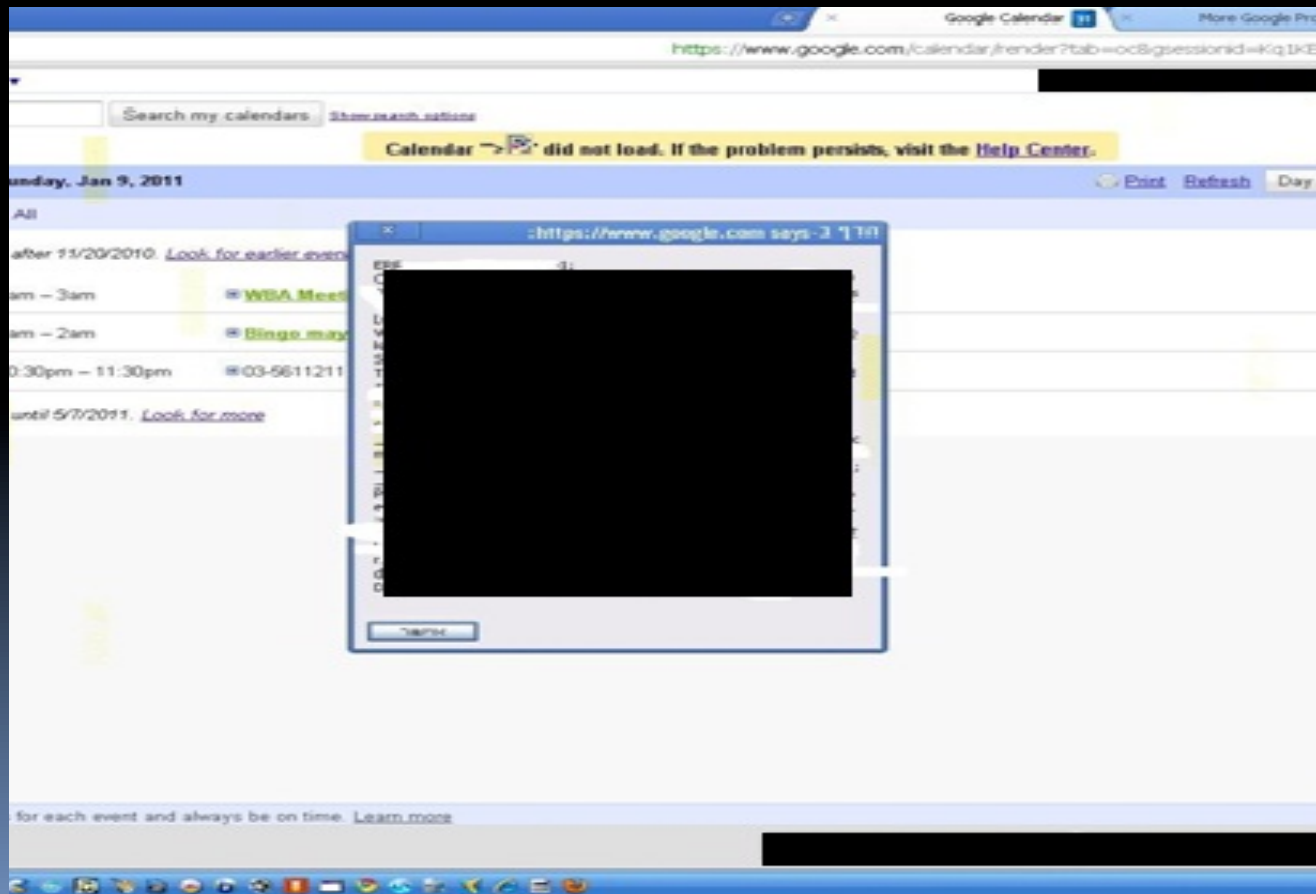 Google Calendar
More Google Pro
https://www.google.com/calendar/render?tab=oc&gsessionid=Kq1KE
Search my calendars Show search options
Calendar "> ' did not load. If the problem persists, visit the Help Center.
unday, Jan 9, 2011
Print Refresh Day
All
:https://www.google.com says-3
after 11/20/2010. Look for earlier even
am – 3am WBA Meet
am – 2am Bingo may
0:30pm – 11:30pm 03-5611211
until 5/7/2011. Look for more
אישור
for each event and always be on time. Learn more